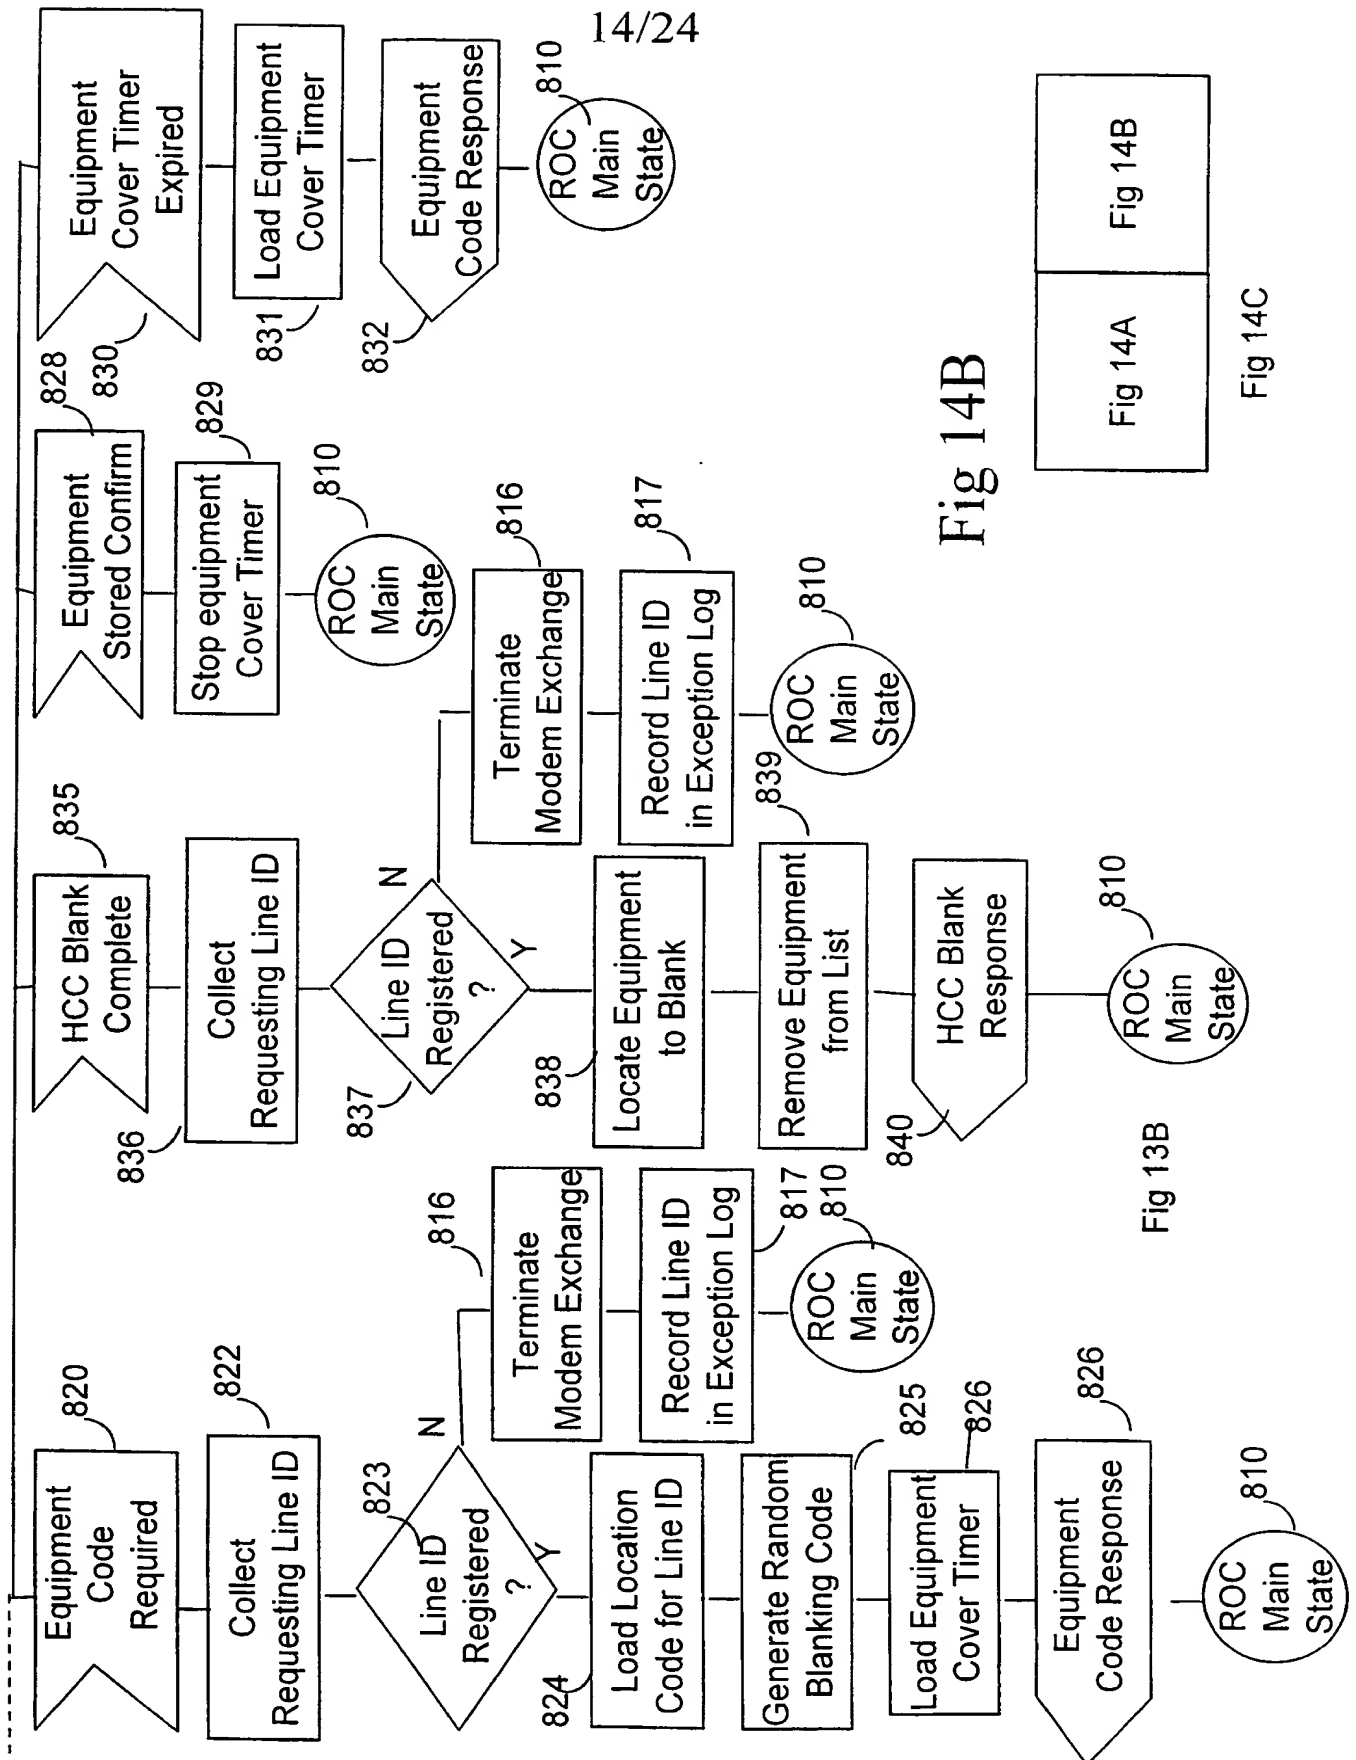 14/24
Equipment
Code
Required
820
Collect
Requesting Line ID
822
Line ID
Registered
?
823
N
Y
Terminate
Modem Exchange
816
Record Line ID
in Exception Log
817
ROC
Main
State
810
Load Location
Code for Line ID
824
Generate Random
Blanking Code
825
Load Equipment
Cover Timer
826
Equipment
Code Response
826
ROC
Main
State
810
HCC Blank
Complete
835
Collect
Requesting Line ID
836
Line ID
Registered
?
837
N
Y
Terminate
Modem Exchange
816
Record Line ID
in Exception Log
817
ROC
Main
State
810
Locate Equipment
to Blank
838
Remove Equipment
from List
839
HCC Blank
Response
840
ROC
Main
State
810
Fig 13B
Equipment
Stored Confirm
828
Stop equipment
Cover Timer
829
ROC
Main
State
810
Equipment
Cover Timer
Expired
830
Load Equipment
Cover Timer
831
Equipment
Code Response
832
ROC
Main
State
810
Fig 14B
Fig 14A
Fig 14B
Fig 14C